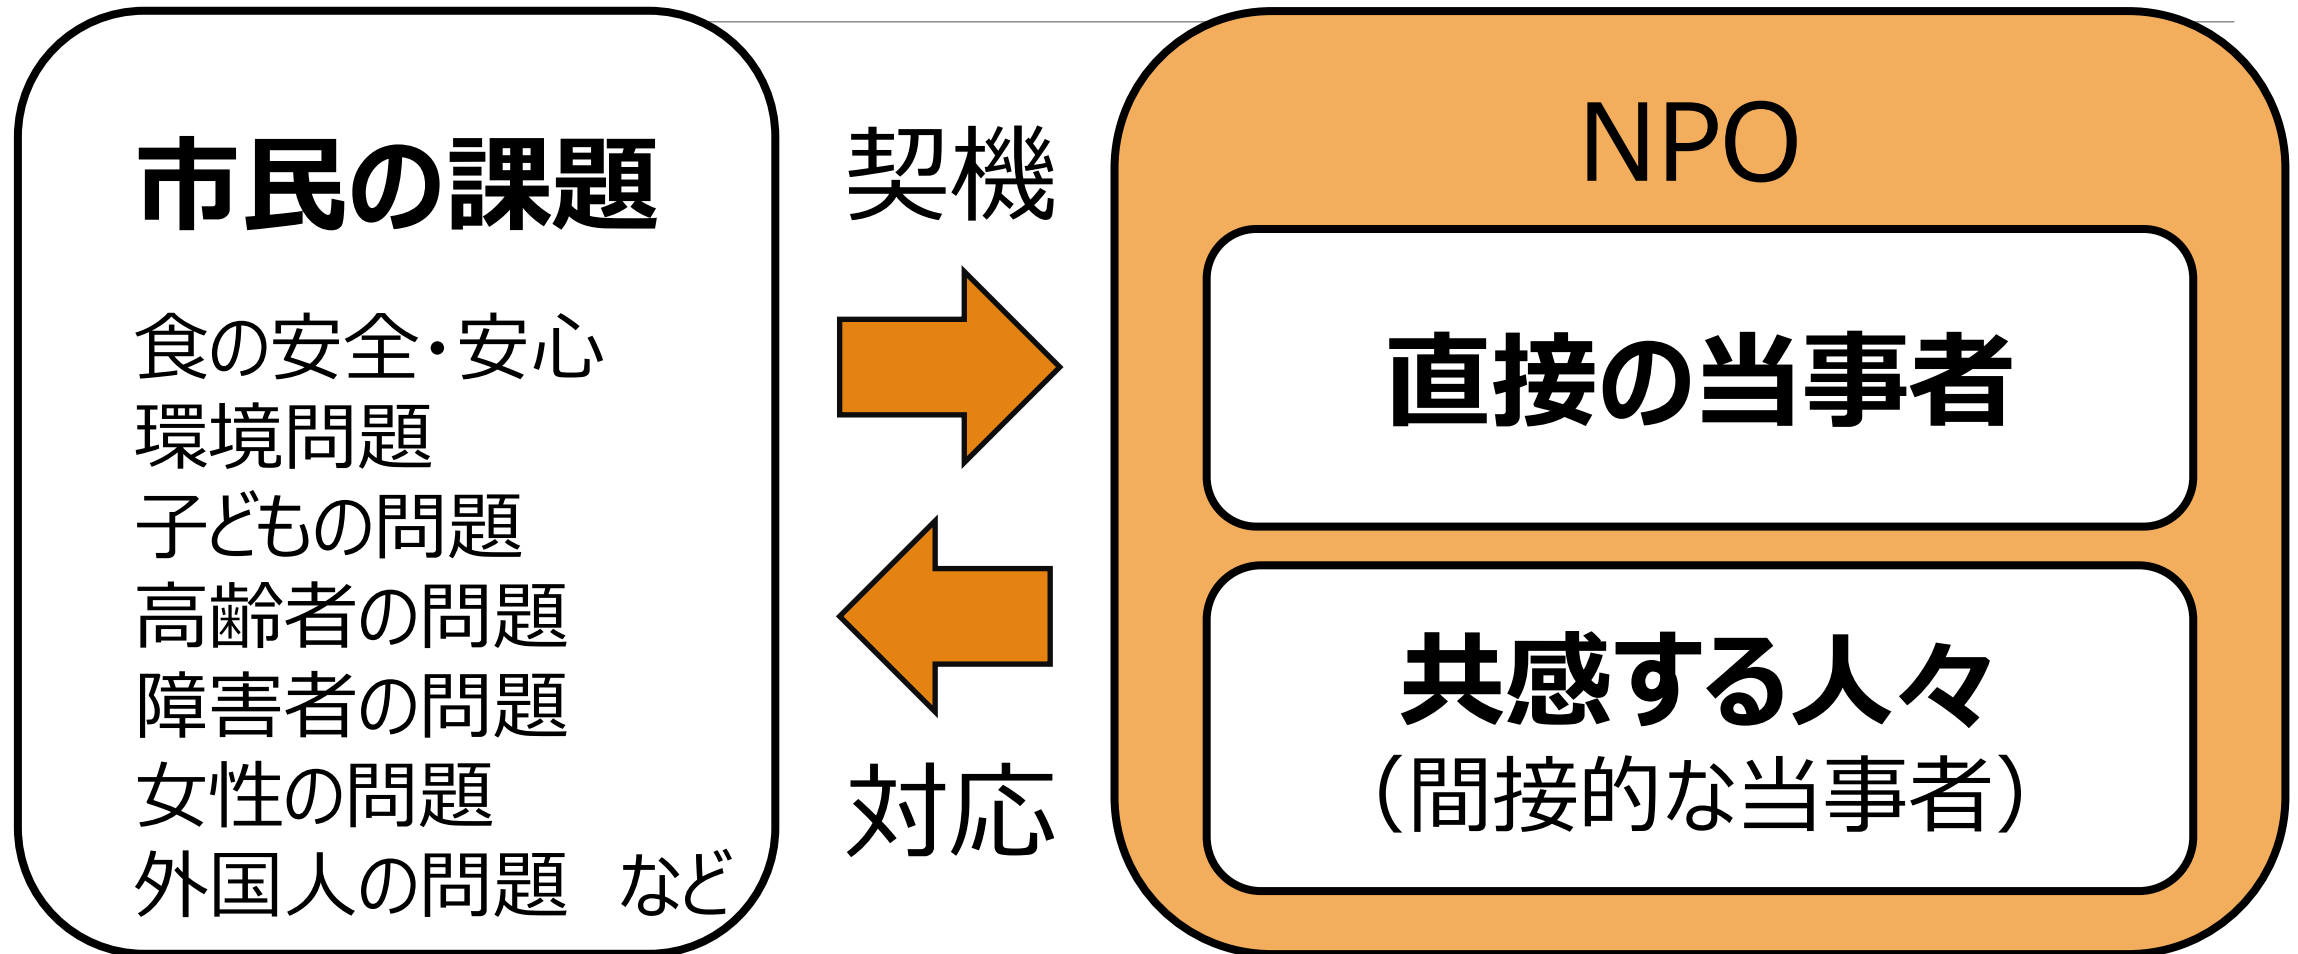 市民の課題
食の安全・安心
環境問題
子どもの問題
高齢者の問題
障害者の問題
女性の問題
外国人の問題　など
契機
対応
NPO
直接の当事者
共感する人々
（間接的な当事者）